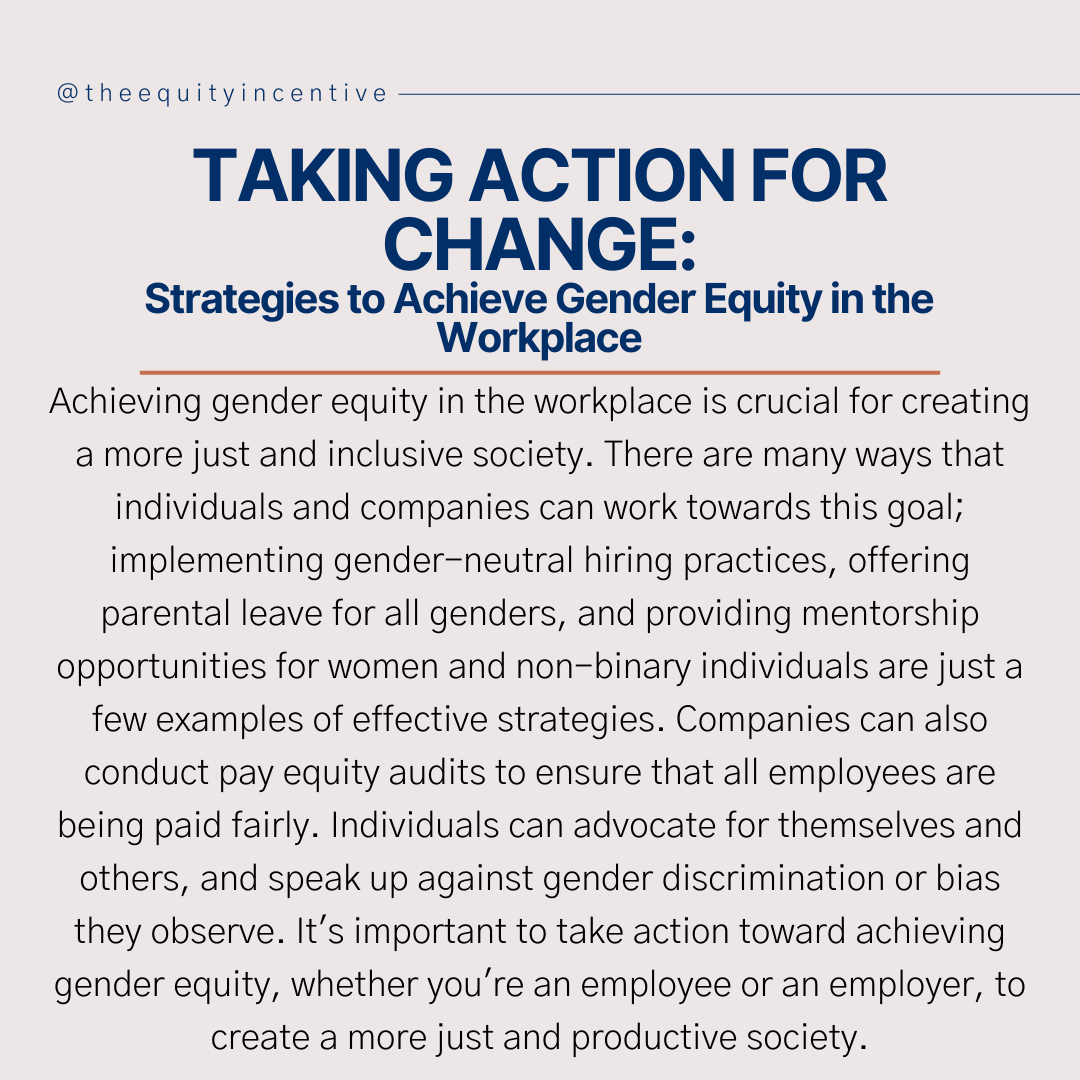 @theequityincentive
TAKING ACTION FOR
CHANGE:
Strategies to Achieve Gender Equity in the
Workplace
Achieving gender equity in the workplace is crucial for creating
a more just and inclusive society. There are many ways that
individuals and companies can work towards this goal;
implementing gender-neutral hiring practices, offering
parental leave for all genders, and providing mentorship
opportunities for women and non-binary individuals are just a
few examples of effective strategies. Companies can also
conduct pay equity audits to ensure that all employees are
being paid fairly. Individuals can advocate for themselves and
others, and speak up against gender discrimination or bias
they observe. It's important to take action toward achieving
gender equity, whether you're an employee or an employer, to
create a more just and productive society.